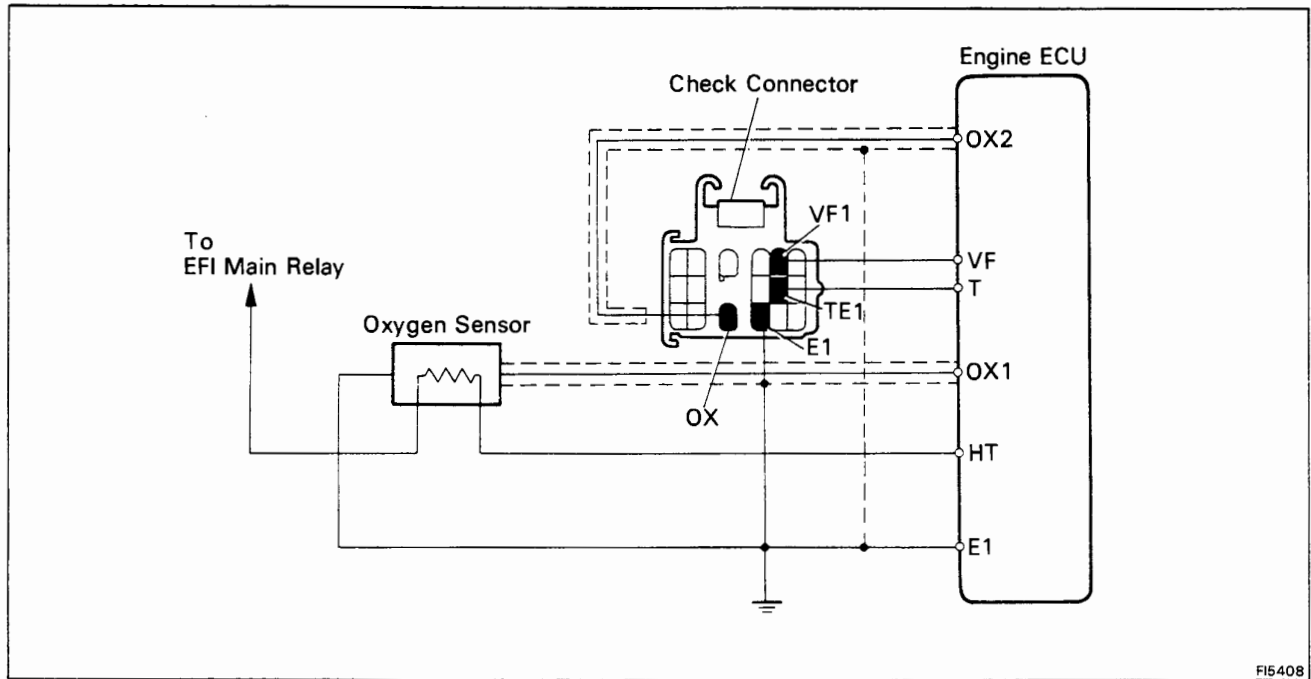 Engine ECU
Check Connector
OX2
VF1
To
EFI Main Relay
VF
T
TE1
Oxygen Sensor
E1
OX1
OX
HT
E1
FI5408